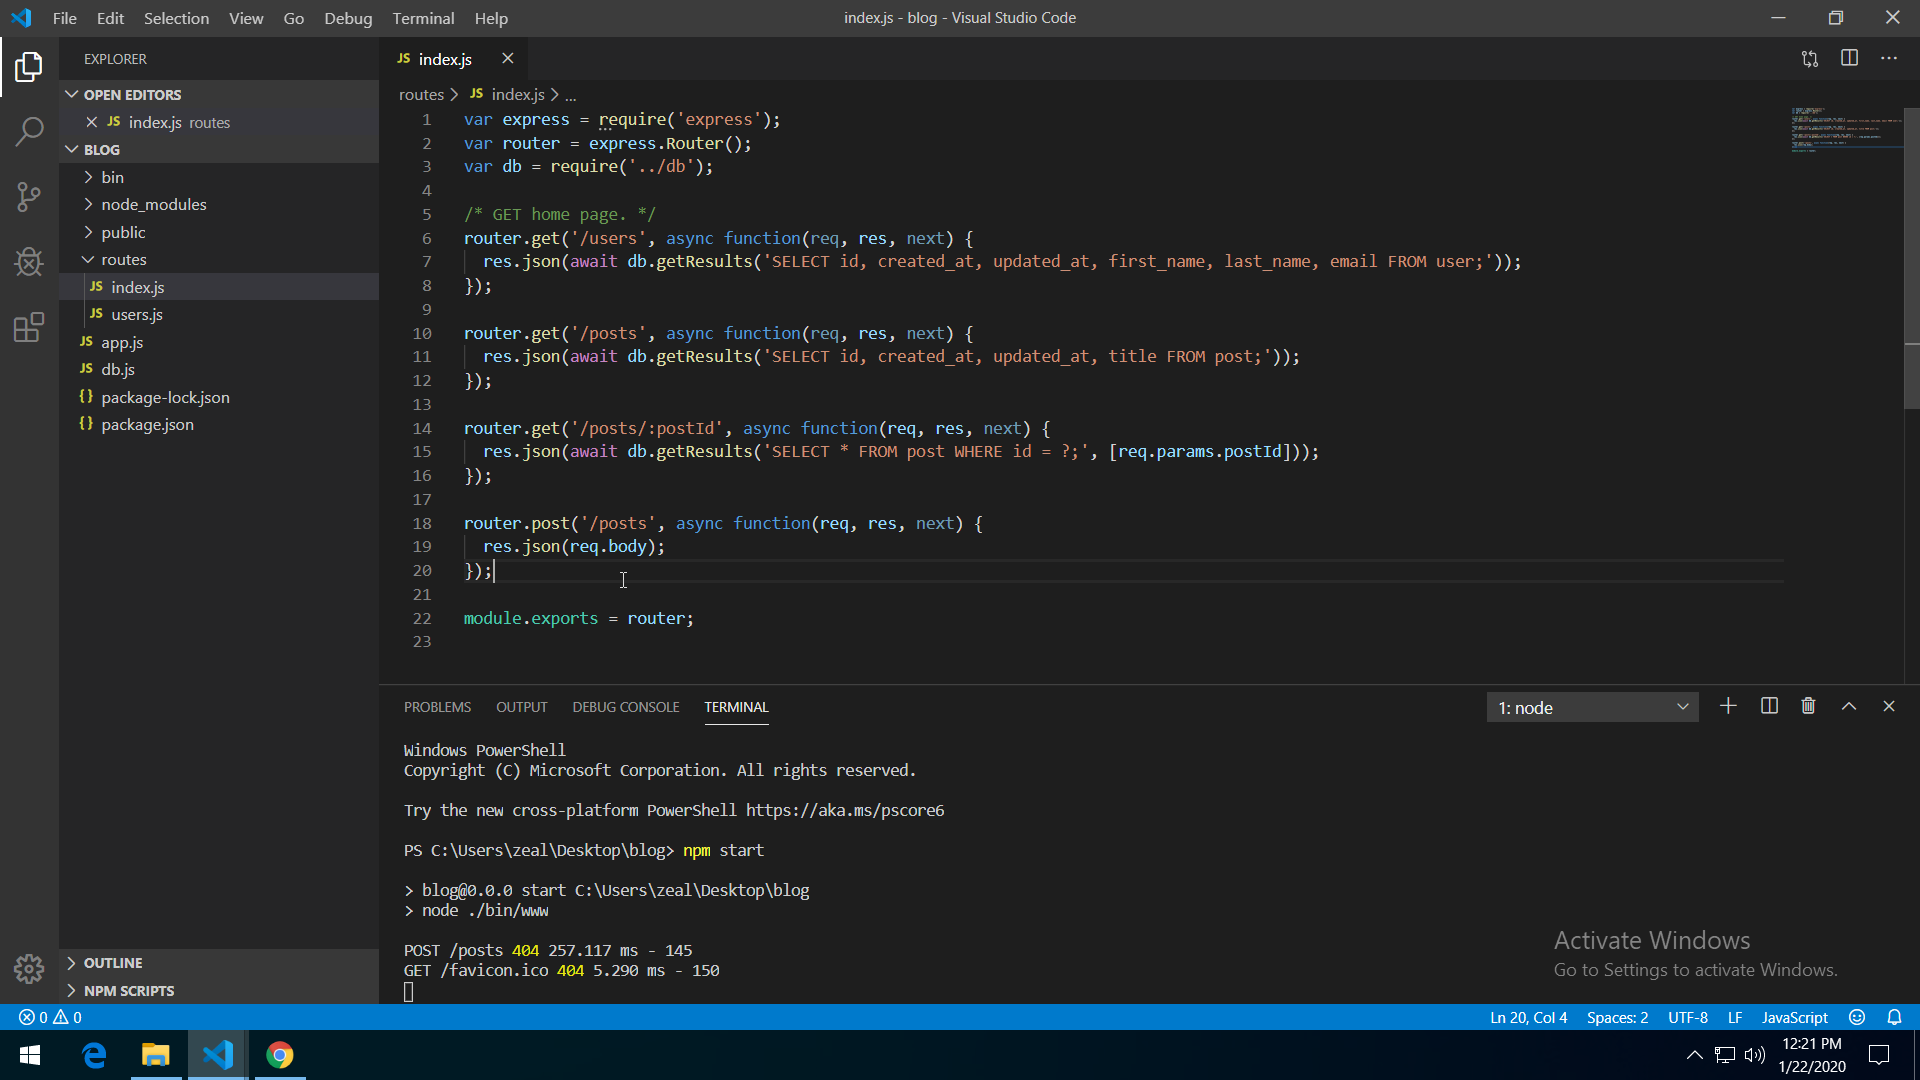 File Edit Selection View Go Debug Terminal Help
index.js - blog - Visual Studio Code
EXPLORER
OPEN EDITORS
JS index.js routes
BLOG
bin
node_modules
public
routes
JS index.js
JS users.js
JS app.js
JS db.js
{} package-lock.json
{} package.json
OUTLINE
NPM SCRIPTS
JS index.js
routes > JS index.js > ...
1 var express = require('express');
2 var router = express.Router();
3 var db = require('../db');
4
5 /* GET home page. */
6 router.get('/users', async function(req, res, next) {
7 res.json(await db.getResults('SELECT id, created_at, updated_at, first_name, last_name, email FROM user;'));
8 });
9
10 router.get('/posts', async function(req, res, next) {
11 res.json(await db.getResults('SELECT id, created_at, updated_at, title FROM post;'));
12 });
13
14 router.get('/posts/:postId', async function(req, res, next) {
15 res.json(await db.getResults('SELECT * FROM post WHERE id = ?;', [req.params.postId]));
16 });
17
18 router.post('/posts', async function(req, res, next) {
19 res.json(req.body);
20 });
21
22 module.exports = router;
23
PROBLEMS OUTPUT DEBUG CONSOLE TERMINAL
1: node
Windows PowerShell
Copyright (C) Microsoft Corporation. All rights reserved.
Try the new cross-platform PowerShell https://aka.ms/pscore6
PS C:\Users\zeal\Desktop\blog> npm start
> blog@0.0.0 start C:\Users\zeal\Desktop\blog
> node ./bin/www
POST /posts 404 257.117 ms - 145
GET /favicon.ico 404 5.290 ms - 150
Activate Windows
Go to Settings to activate Windows.
0 0
Ln 20, Col 4 Spaces: 2 UTF-8 LF JavaScript
12:21 PM
1/22/2020